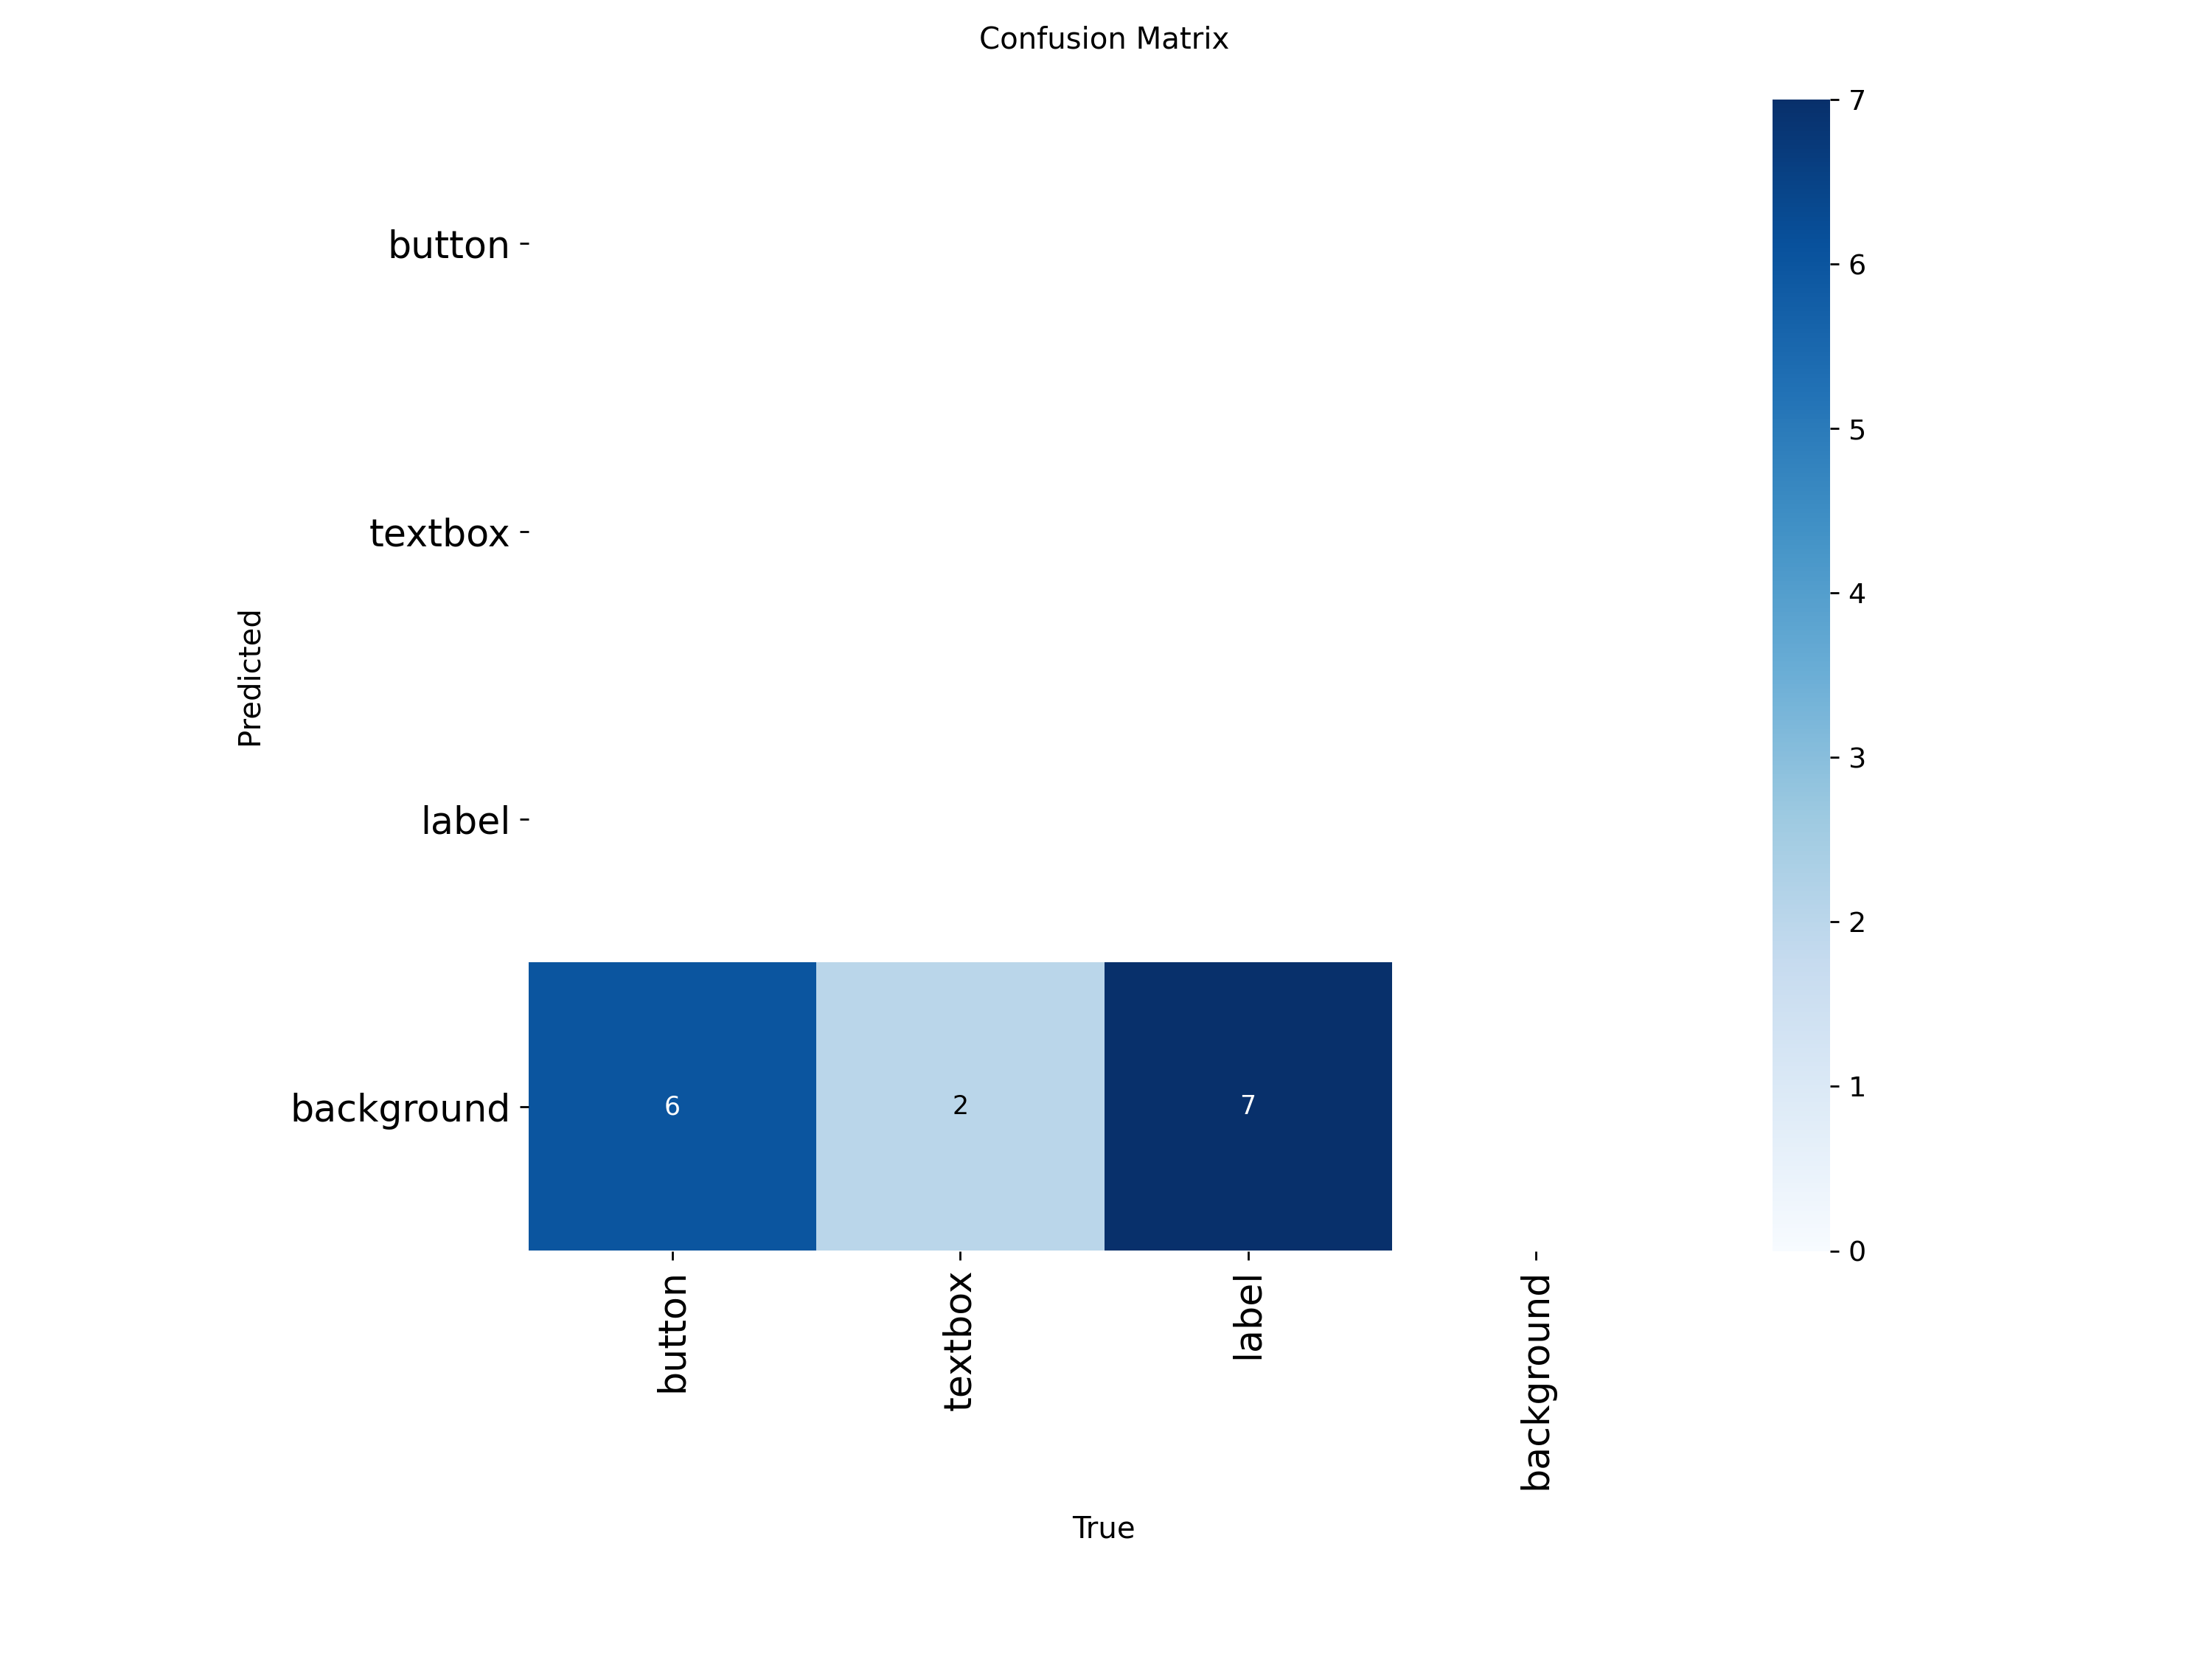 Confusion Matrix
7
6
5
4
3
2
1
0
Predicted
button
textbox
label
background
6 2 7
button textbox label background
True